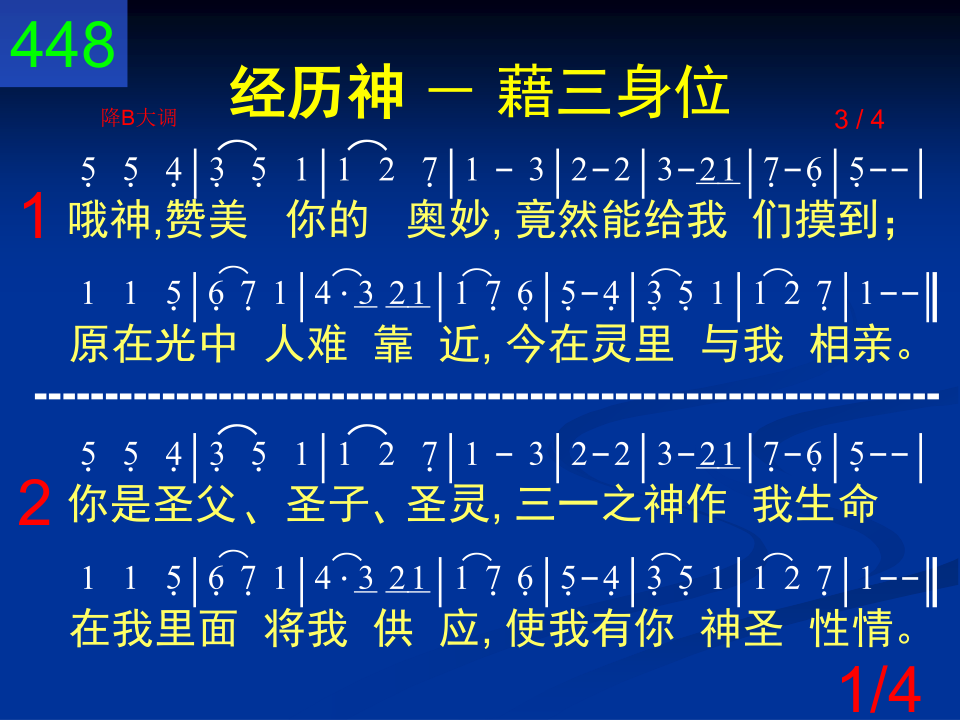 448
经历神 — 藉三身位
降B大调
3 / 4
5̣ 5̣ 4̣|3̣ 5̣ 1|1 2 7̣|1 - 3|2-2|3-21|7̣-6̣|5̣--|
1 哦神,赞美 你的 奥妙, 竟然能给我 们摸到;
1 1 5̣|6̣ 7̣ 1|4 · 3 21|1 7̣ 6̣|5̣-4̣|3̣ 5̣ 1|1 2 7̣|1--‖
原在光中 人难 靠 近, 今在灵里 与我 相亲。
--------------------------------------------------------------
5̣ 5̣ 4̣|3̣ 5̣ 1|1 2 7̣|1 - 3|2-2|3-21|7̣-6̣|5̣--|
2 你是圣父、圣子、圣灵, 三一之神作 我生命
1 1 5̣|6̣ 7̣ 1|4 · 3 21|1 7̣ 6̣|5̣-4̣|3̣ 5̣ 1|1 2 7̣|1--‖
在我里面 将我 供 应, 使我有你 神圣 性情。
1/4